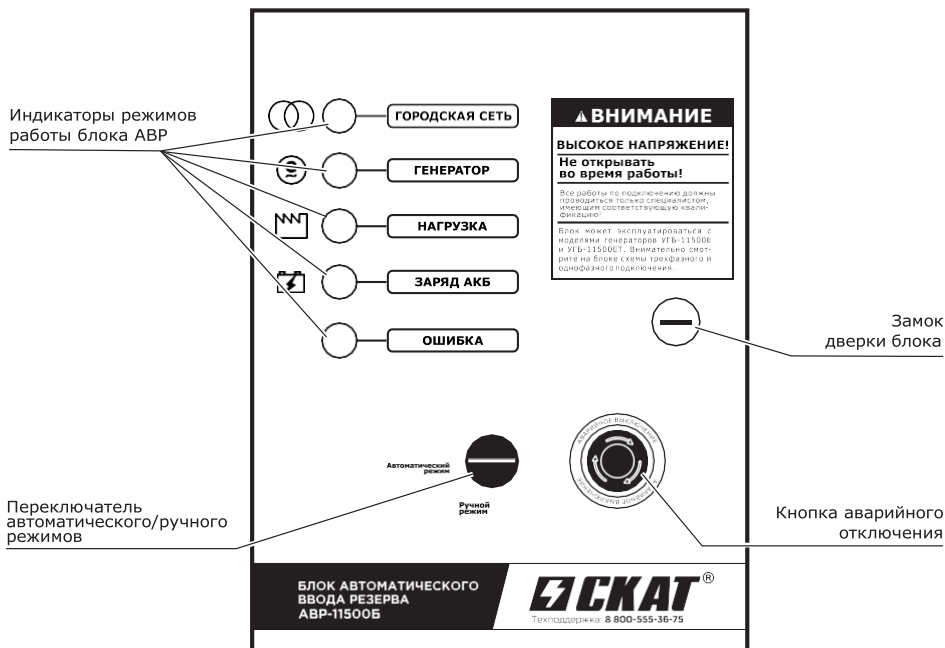 Индикаторы режимов
работы блока АВР
ГОРОДСКАЯ СЕТЬ
ГЕНЕРАТОР
НАГРУЗКА
ЗАРЯД АКБ
ОШИБКА
ВНИМАНИЕ
ВЫСОКОЕ НАПРЯЖЕНИЕ!
Не открывать
во время работы!
Все работы по подключению должны
проводиться только специалистом,
имеющим соответствующую квали-
фикацию!
Блок может эксплуатироваться с
моделями генераторов УГБ-11500Е
и УГБ-11500ЕТ. Внимательно смот-
рите на блоке схемы трехфазного и
однофазного подключения.
Замок
дверки блока
АВАРИЙНОЕ ВЫКЛЮЧЕНИЕ
АВАРИЙНОЕ ВЫКЛЮЧЕНИЕ
Автоматический
режим
Ручной
режим
Переключатель
автоматического/ручного
режимов
Кнопка аварийного
отключения
БЛОК АВТОМАТИЧЕСКОГО
ВВОДА РЕЗЕРВА
АВР-11500Б
СКАТ®
Техподдержка: 8 800-555-36-75